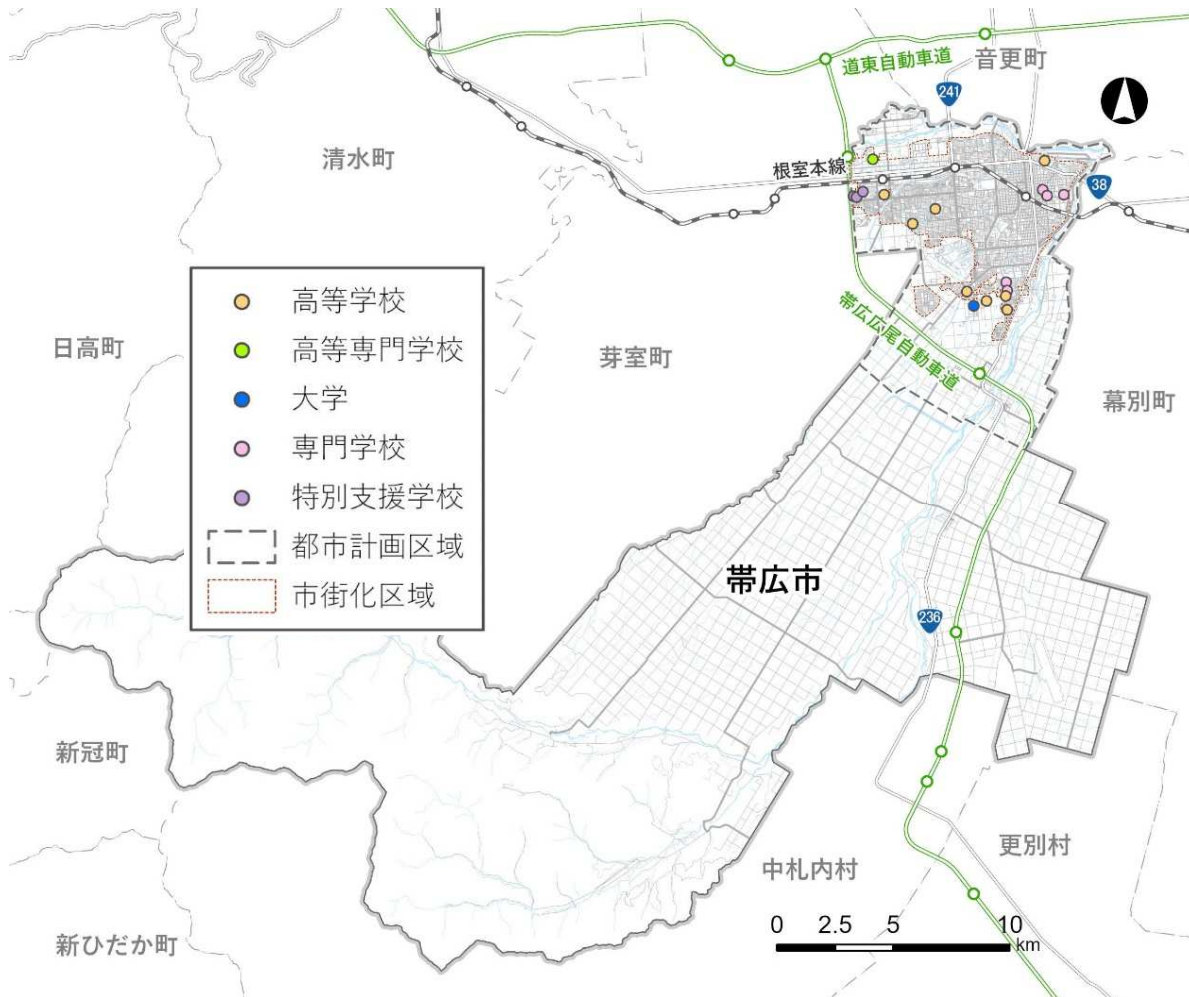 道東自動車道
音更町
241
清水町
根室本線
38
高等学校
高等専門学校
大学
専門学校
特別支援学校
都市計画区域
市街化区域
日高町
芽室町
帯広広尾自動車道
幕別町
帯広市
236
新冠町
中札内村
更別村
新ひだか町
0 2.5 5 10
km